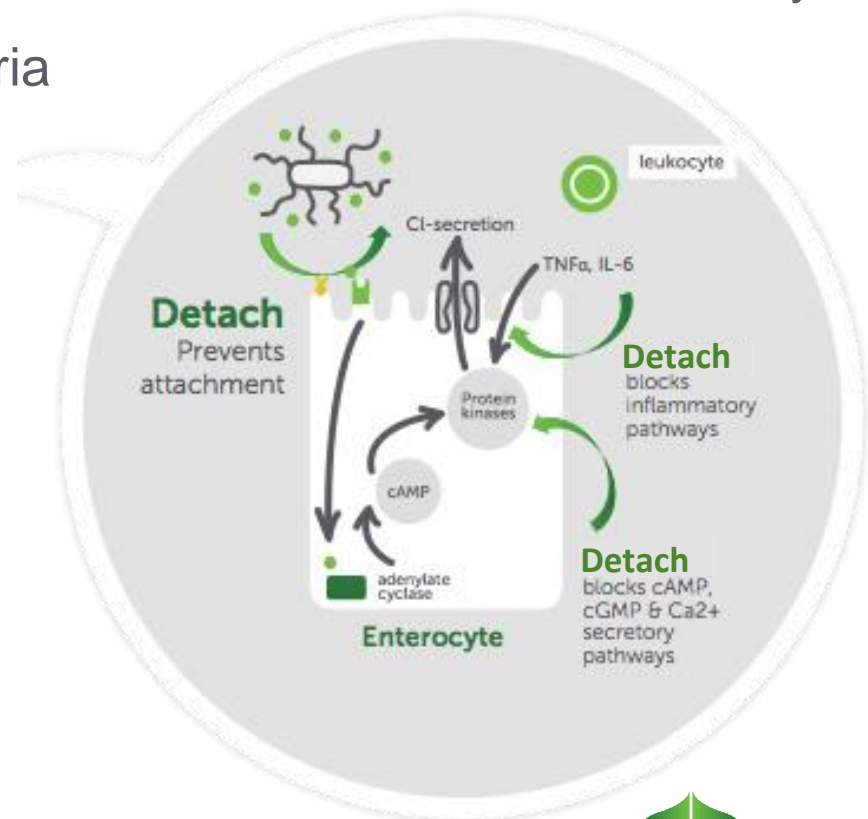 ria
leukocyte
Cl-secretion
TNFα, IL-6
Detach
Prevents
attachment
Detach
blocks
inflammatory
pathways
Protein
kinases
cAMP
adenylate
cyclase
Detach
blocks cAMP,
cGMP & Ca2+
secretory
pathways
Enterocyte